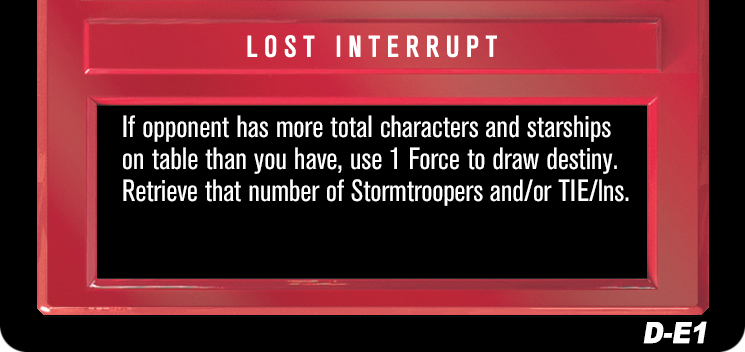 LOST INTERRUPT
If opponent has more total characters and starships
on table than you have, use 1 Force to draw destiny.
Retrieve that number of Stormtroopers and/or TIE/lns.
D-E1